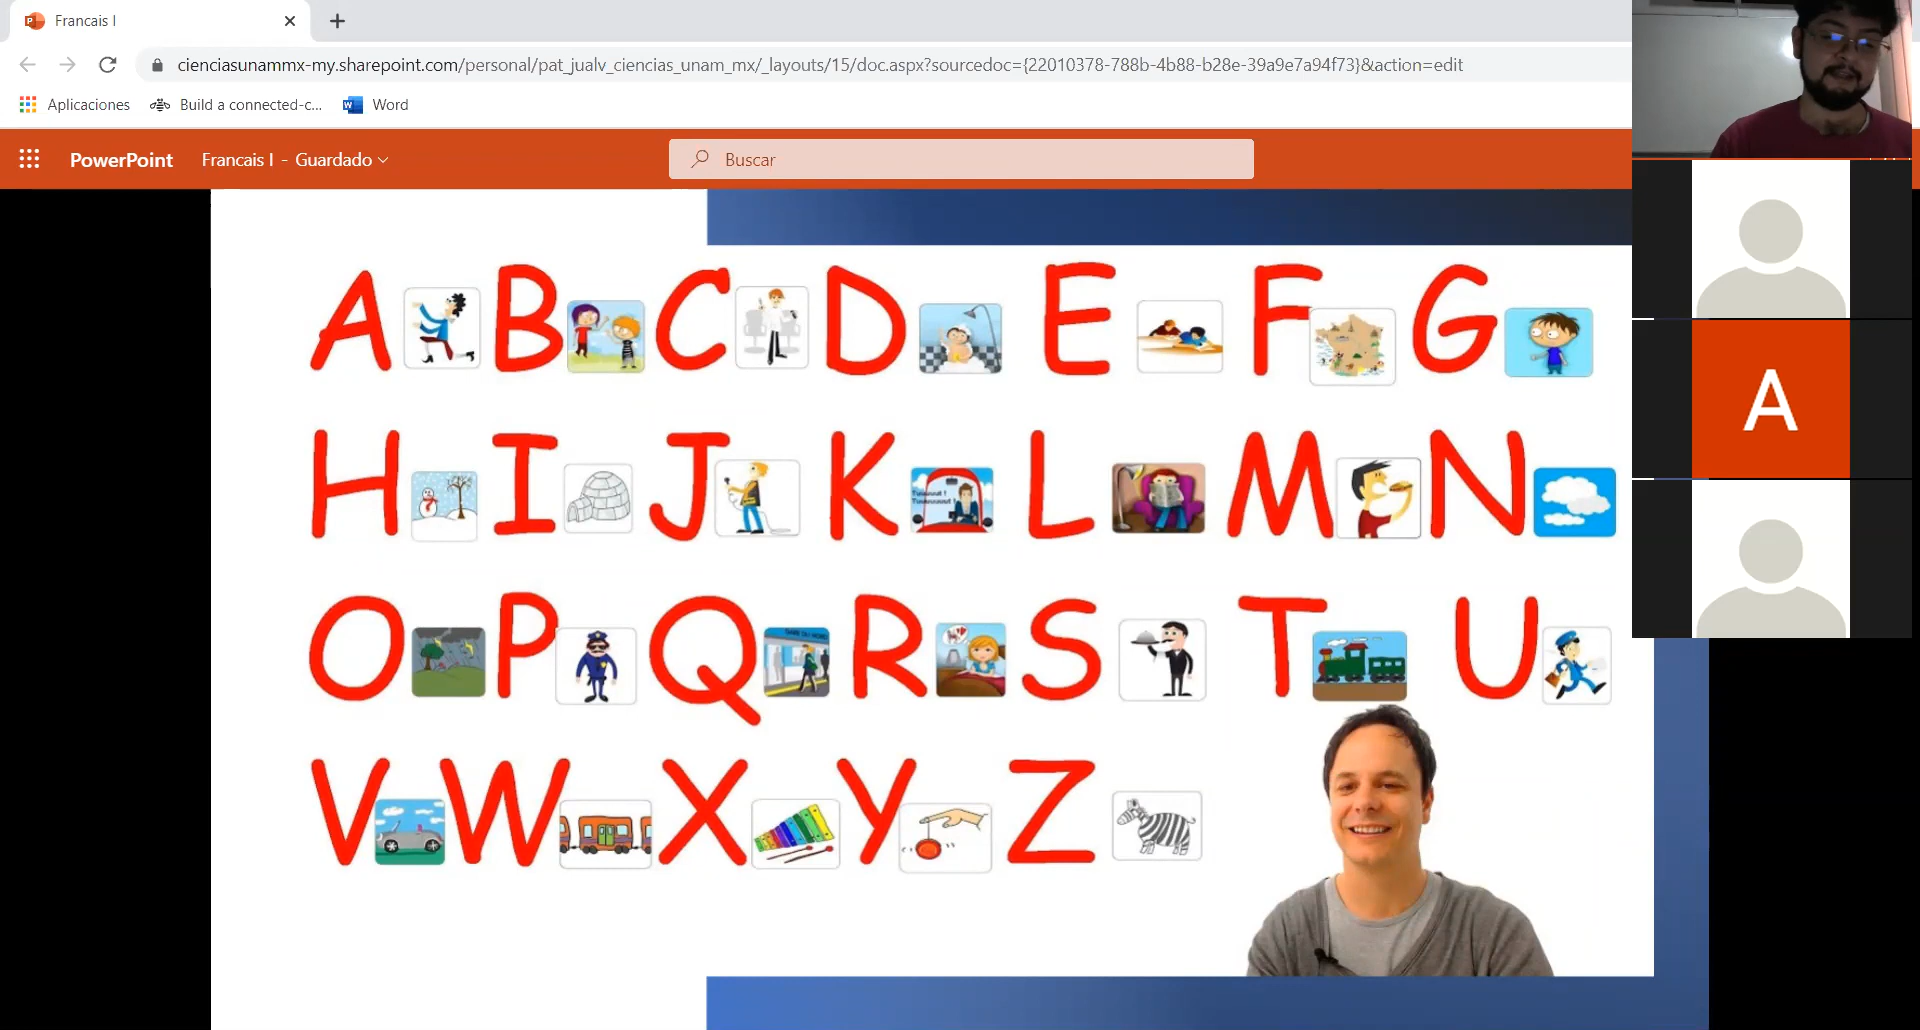 Francais I
cienciasunammx-my.sharepoint.com/personal/pat_jualv_ciencias_unam_mx/_layouts/15/doc.aspx?sourcedoc={22010378-788b-4b88-b28e-39a9e7a94f73}&action=edit
Aplicaciones Build a connected-c... Word
PowerPoint Francais I - Guardado Buscar
A B C D E F G
H I J K L M N
O P Q R S T U
V W X Y Z
A